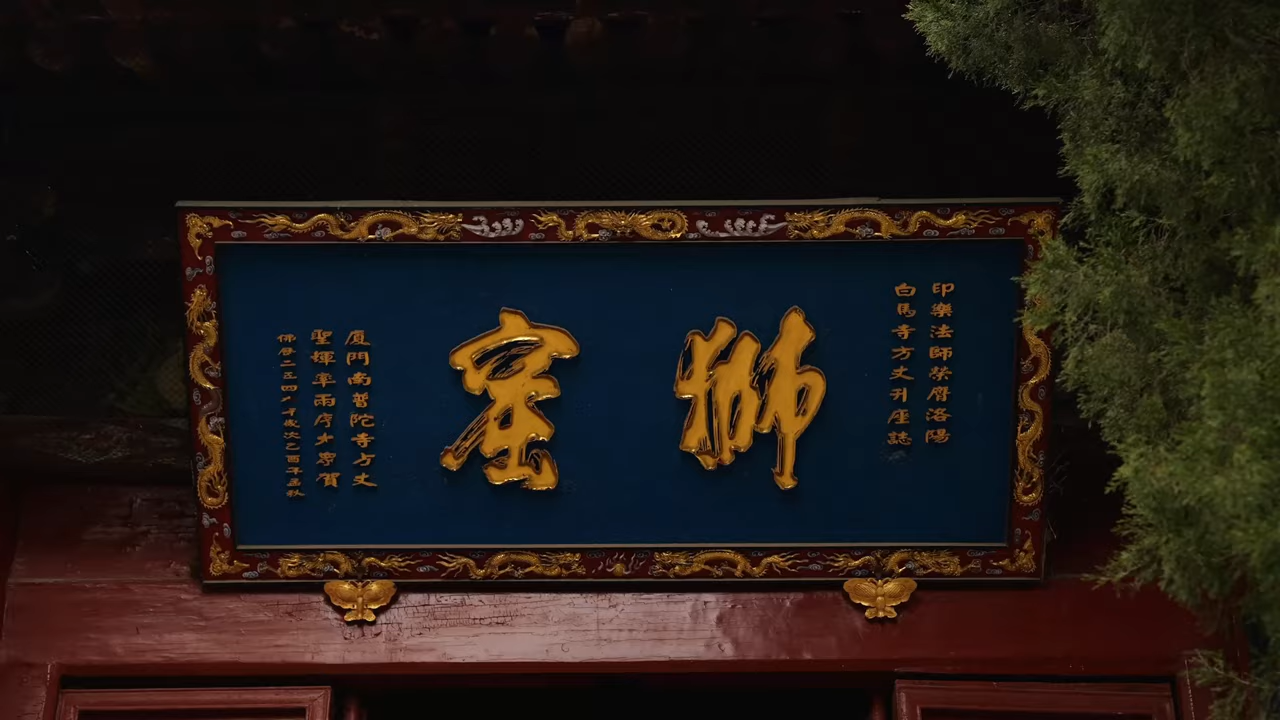 印樂法師榮膺洛陽
白馬寺方丈升座誌
獅窟
廈門南普陀寺方丈
聖輝率兩序大眾賀
佛曆二五四八年歲次乙酉年孟秋